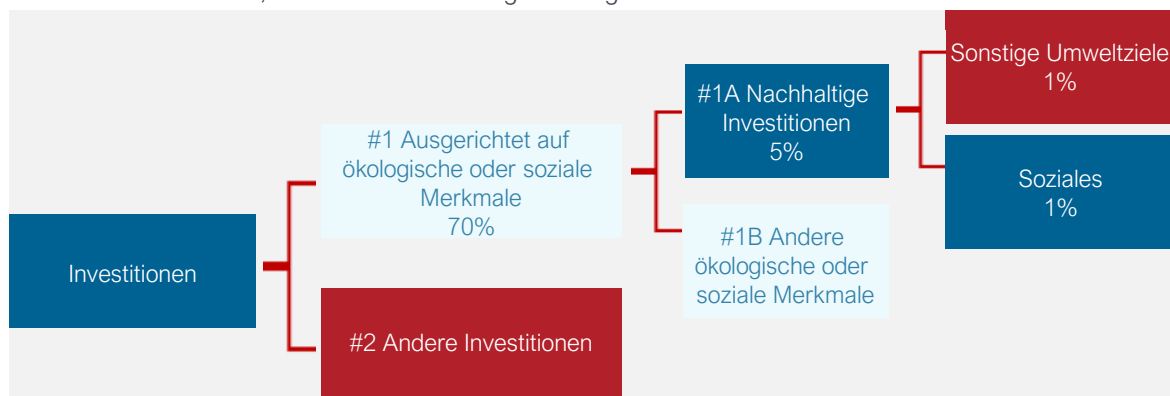 Investitionen
#1 Ausgerichtet auf
ökologische oder soziale
Merkmale
70%
#2 Andere Investitionen
#1A Nachhaltige
Investitionen
5%
#1B Andere
ökologische oder
soziale Merkmale
Sonstige Umweltziele
1%
Soziales
1%